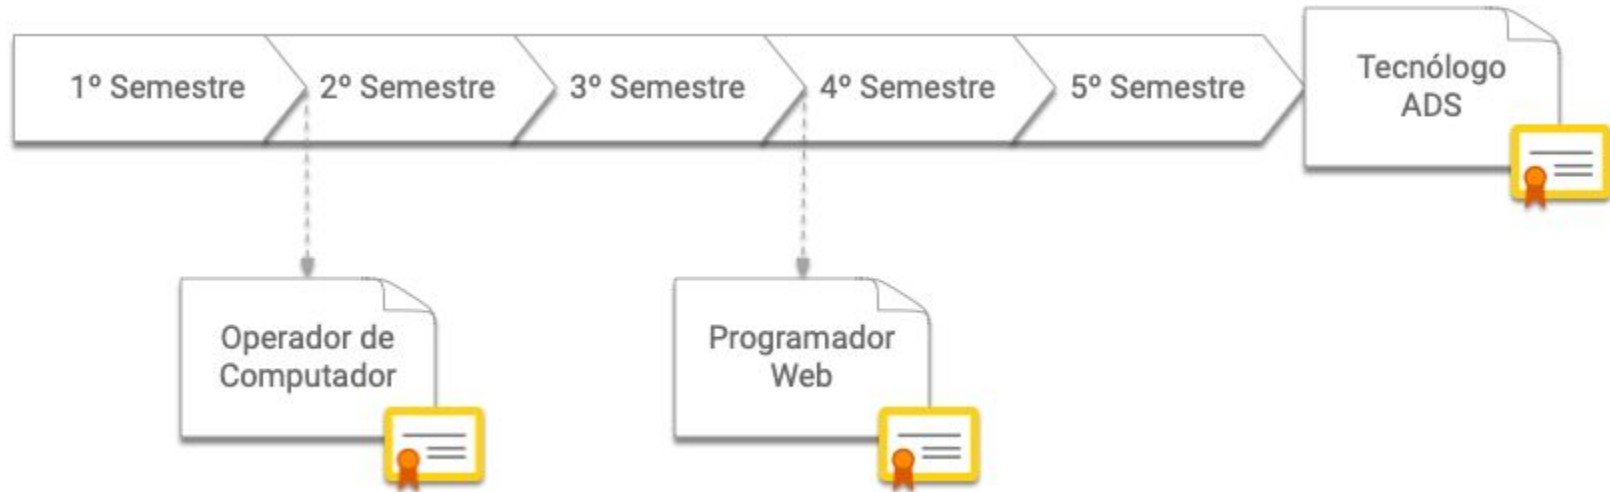 1º Semestre
2º Semestre
3º Semestre
4º Semestre
5º Semestre
Tecnólogo
ADS
Operador de
Computador
Programador
Web